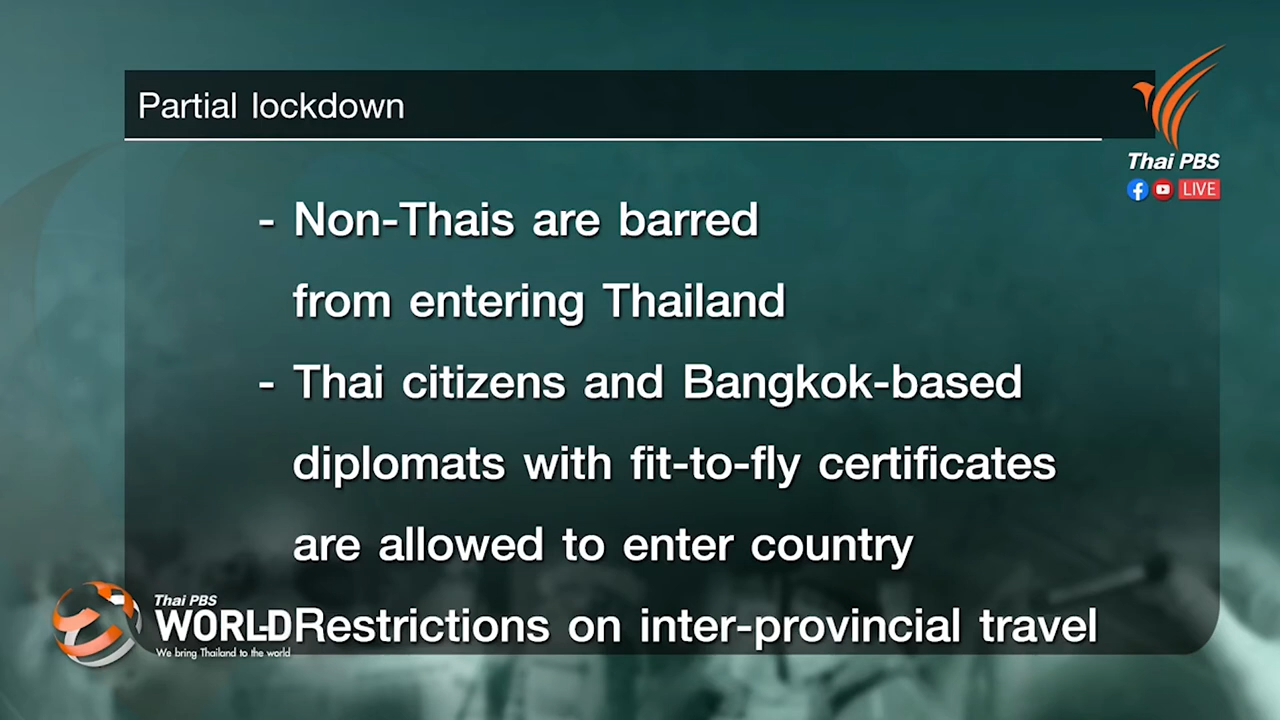 Partial lockdown
Thai PBS
LIVE
- Non-Thais are barred
from entering Thailand
- Thai citizens and Bangkok-based
diplomats with fit-to-fly certificates
are allowed to enter country
- Restrictions on inter-provincial travel
Thai PBS
WORLD
We bring Thailand to the world